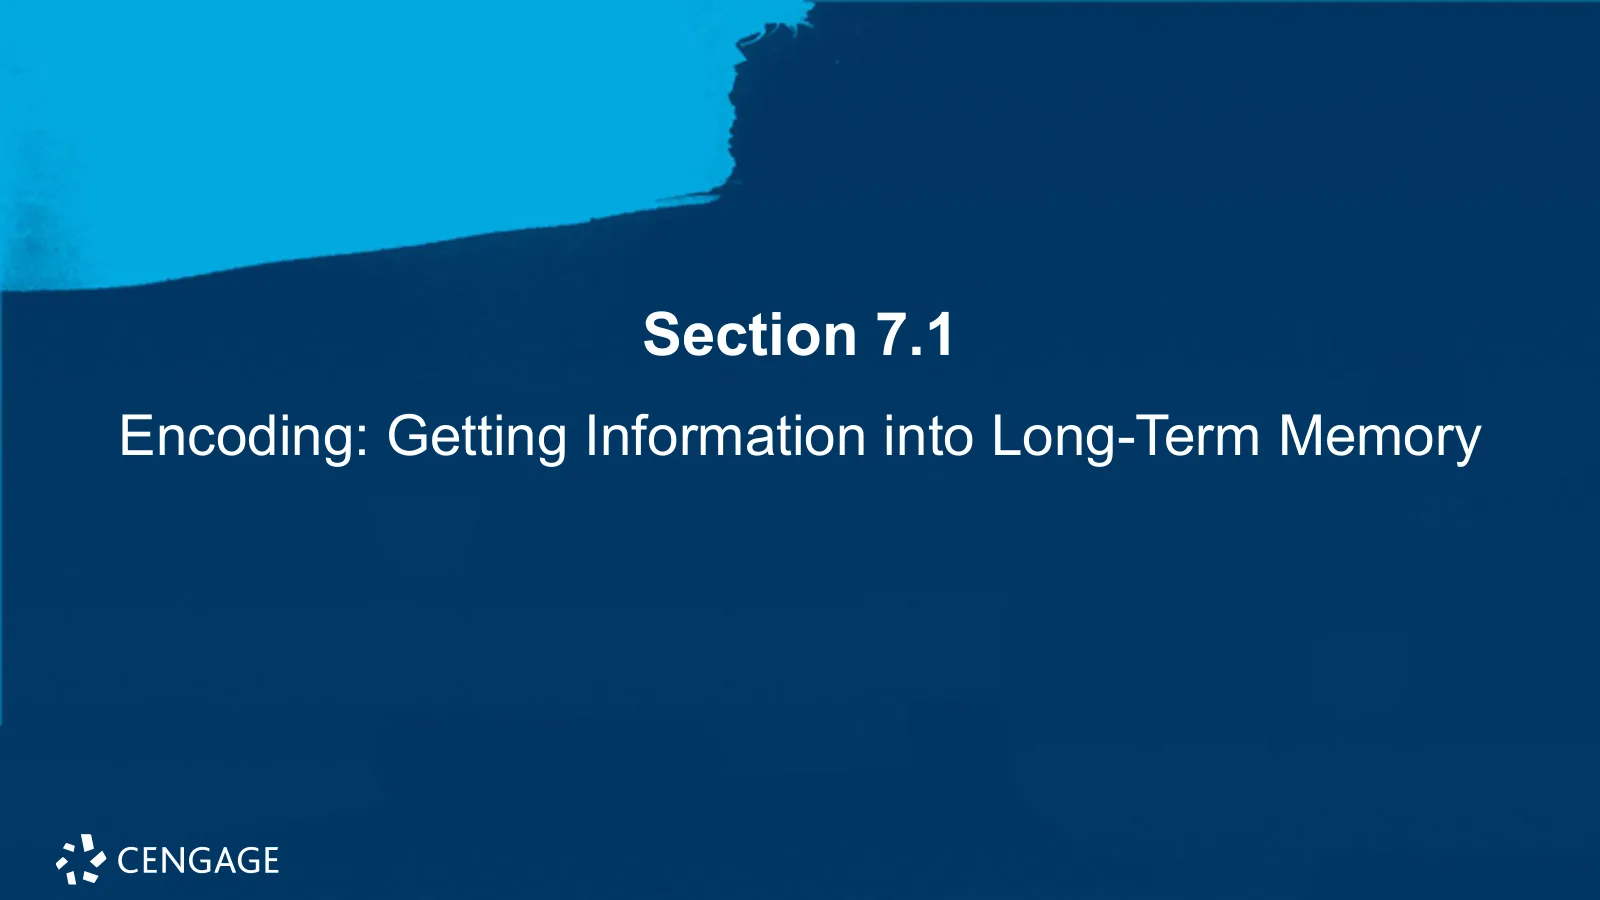 Section 7.1
Encoding: Getting Information into Long-Term Memory
CENGAGE